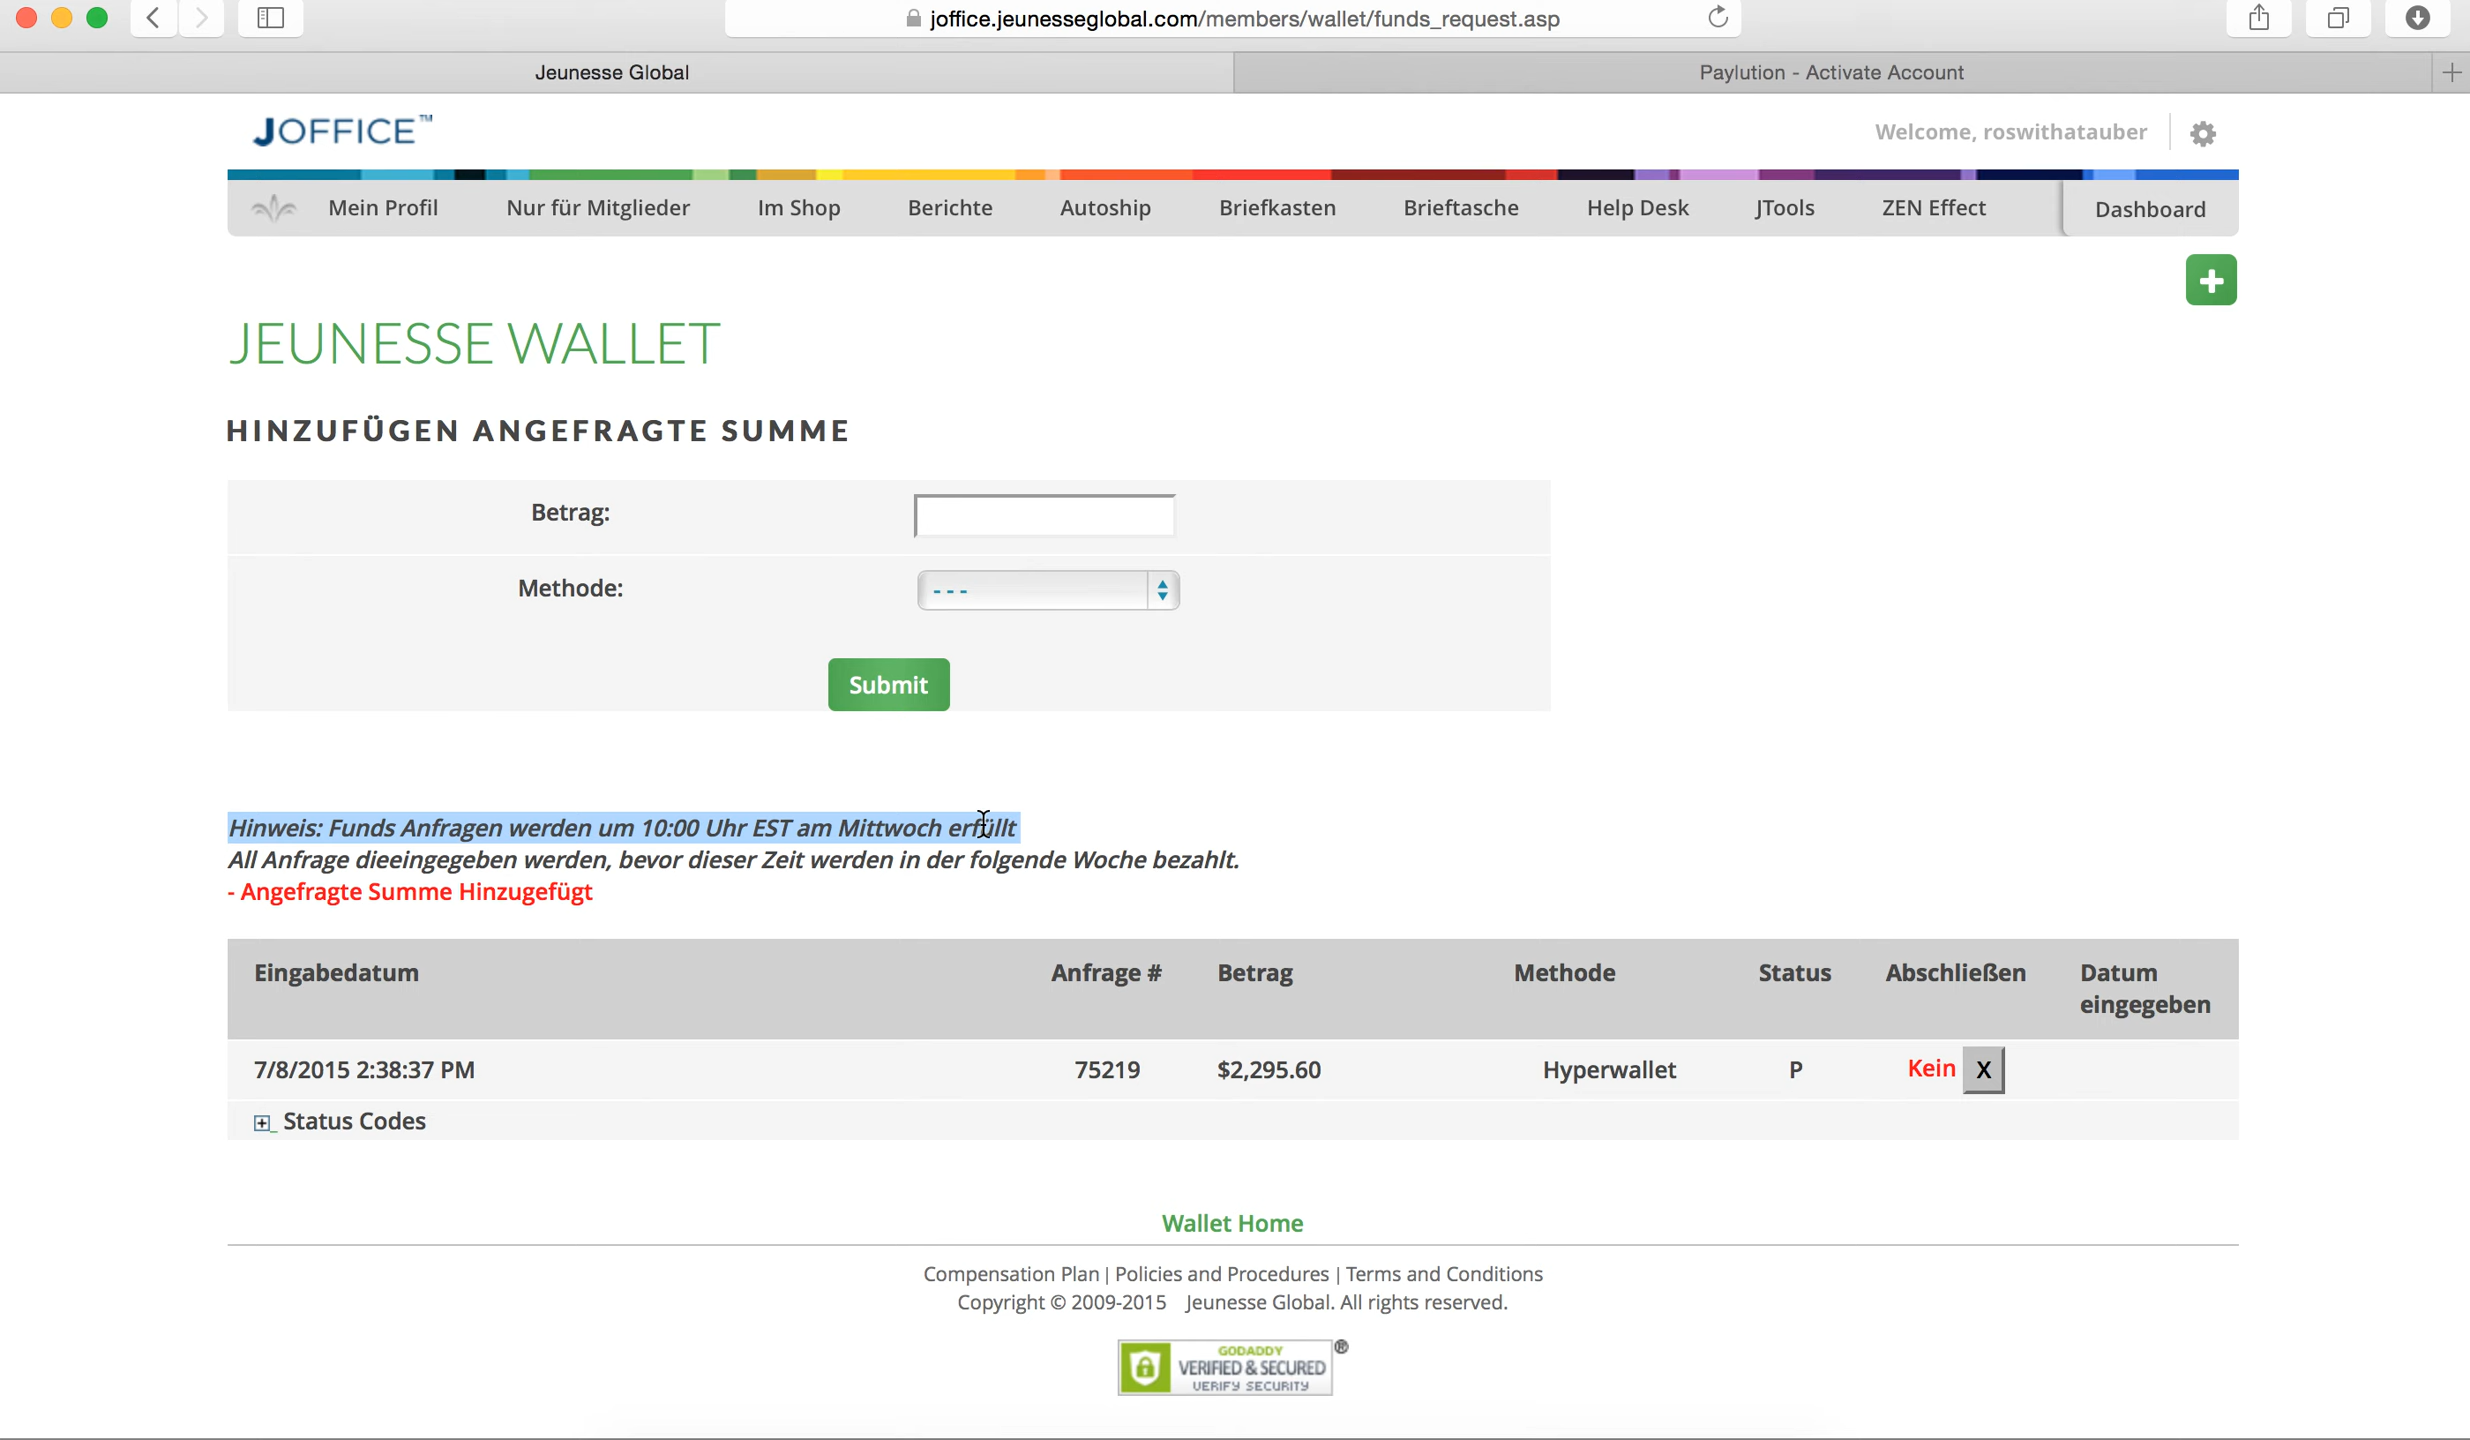 joffice.jeunesseglobal.com/members/wallet/funds_request.asp
Jeunesse Global
Paylution - Activate Account
JOFFICE™
Welcome, roswithatauber
Mein Profil Nur für Mitglieder Im Shop Berichte Autoship Briefkasten Brieftasche Help Desk JTools ZEN Effect Dashboard
JEUNESSE WALLET
HINZUFÜGEN ANGEFRAGTE SUMME
Betrag:
Methode: ---
Submit
Hinweis: Funds Anfragen werden um 10:00 Uhr EST am Mittwoch erfüllt
All Anfrage dieeingegeben werden, bevor dieser Zeit werden in der folgende Woche bezahlt.
- Angefragte Summe Hinzugefügt
Eingabedatum Anfrage # Betrag Methode Status Abschließen Datum eingegeben
7/8/2015 2:38:37 PM 75219 $2,295.60 Hyperwallet P Kein X
Status Codes
Wallet Home
Compensation Plan | Policies and Procedures | Terms and Conditions
Copyright © 2009-2015 Jeunesse Global. All rights reserved.
GODADDY ®
VERIFIED & SECURED
VERIFY SECURITY